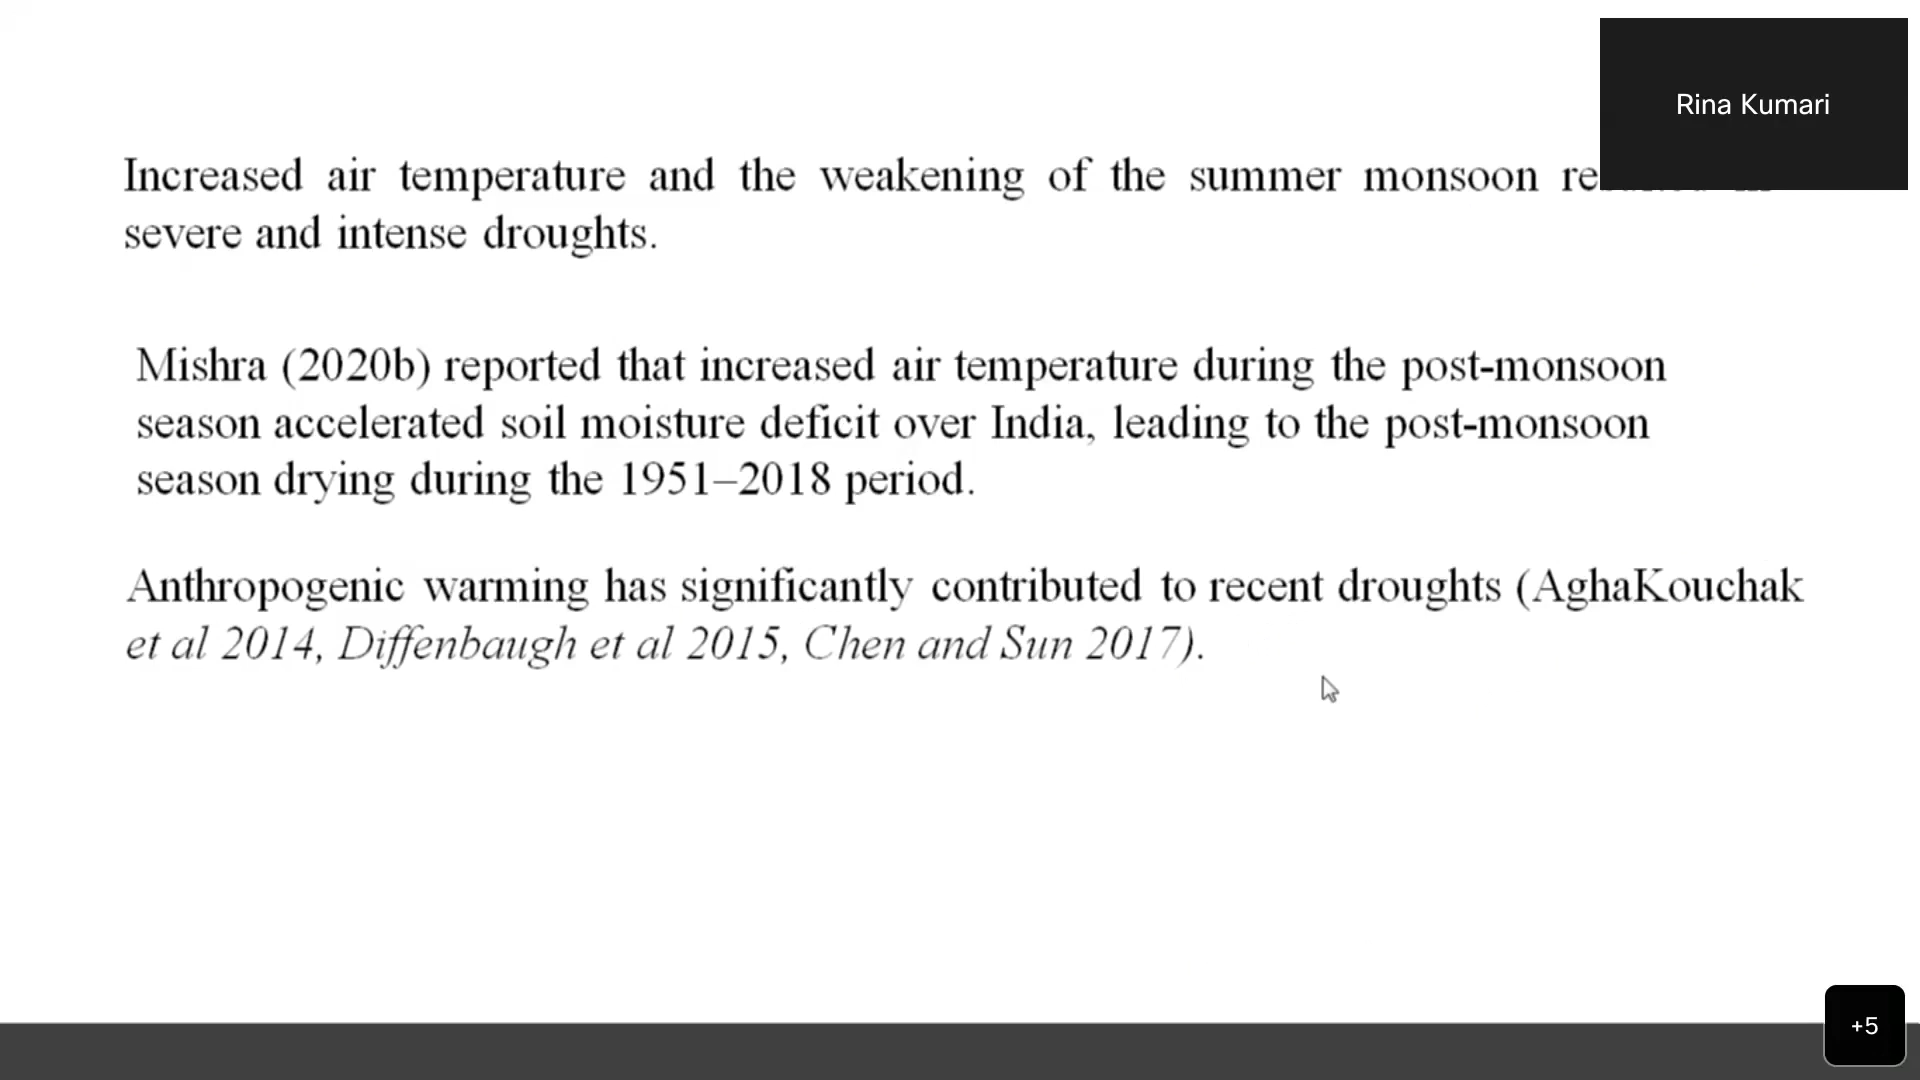 Rina Kumari
Increased air temperature and the weakening of the summer monsoon
severe and intense droughts.
Mishra (2020b) reported that increased air temperature during the post-monsoon
season accelerated soil moisture deficit over India, leading to the post-monsoon
season drying during the 1951–2018 period.
Anthropogenic warming has significantly contributed to recent droughts (AghaKouchak
et al 2014, Diffenbaugh et al 2015, Chen and Sun 2017).
+5